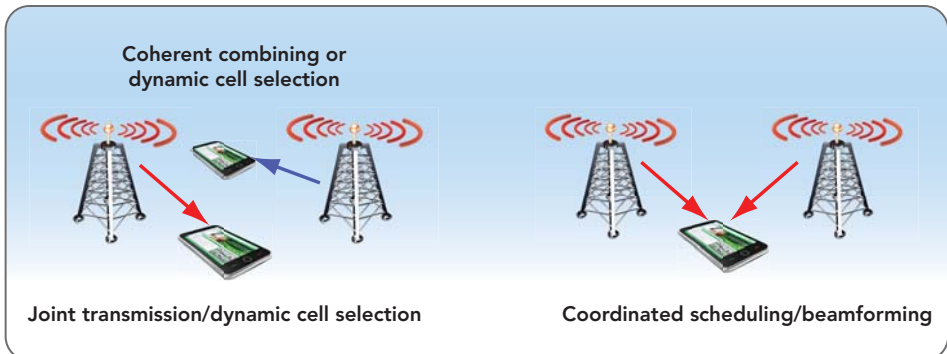 Coherent combining or
dynamic cell selection
Joint transmission/dynamic cell selection
Coordinated scheduling/beamforming